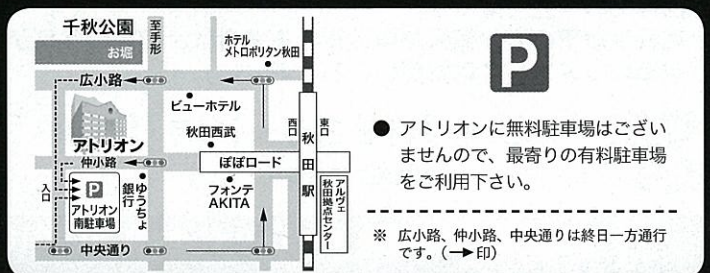 千秋公園
お堀
至手形
ホテル
メトロポリタン秋田
広小路
ビューホテル
アトリオン
秋田西武
西口
秋田駅
東口
仲小路
ぽぽロード
入口
P
アトリオン
南駐車場
ゆうちょ
銀行
フォンテ
AKITA
アルヴェ
秋田拠点センター
中央通り
P
● アトリオンに無料駐車場はござい
ませんので、最寄りの有料駐車場
をご利用下さい。
※ 広小路、仲小路、中央通りは終日一方通行
です。(→印)